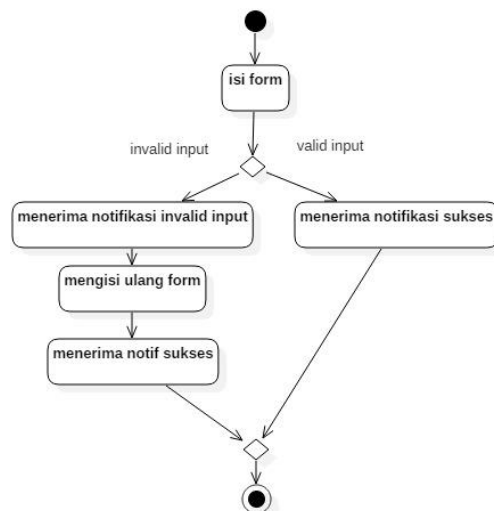 isi form
invalid input
valid input
menerima notifikasi invalid input
menerima notifikasi sukses
mengisi ulang form
menerima notif sukses